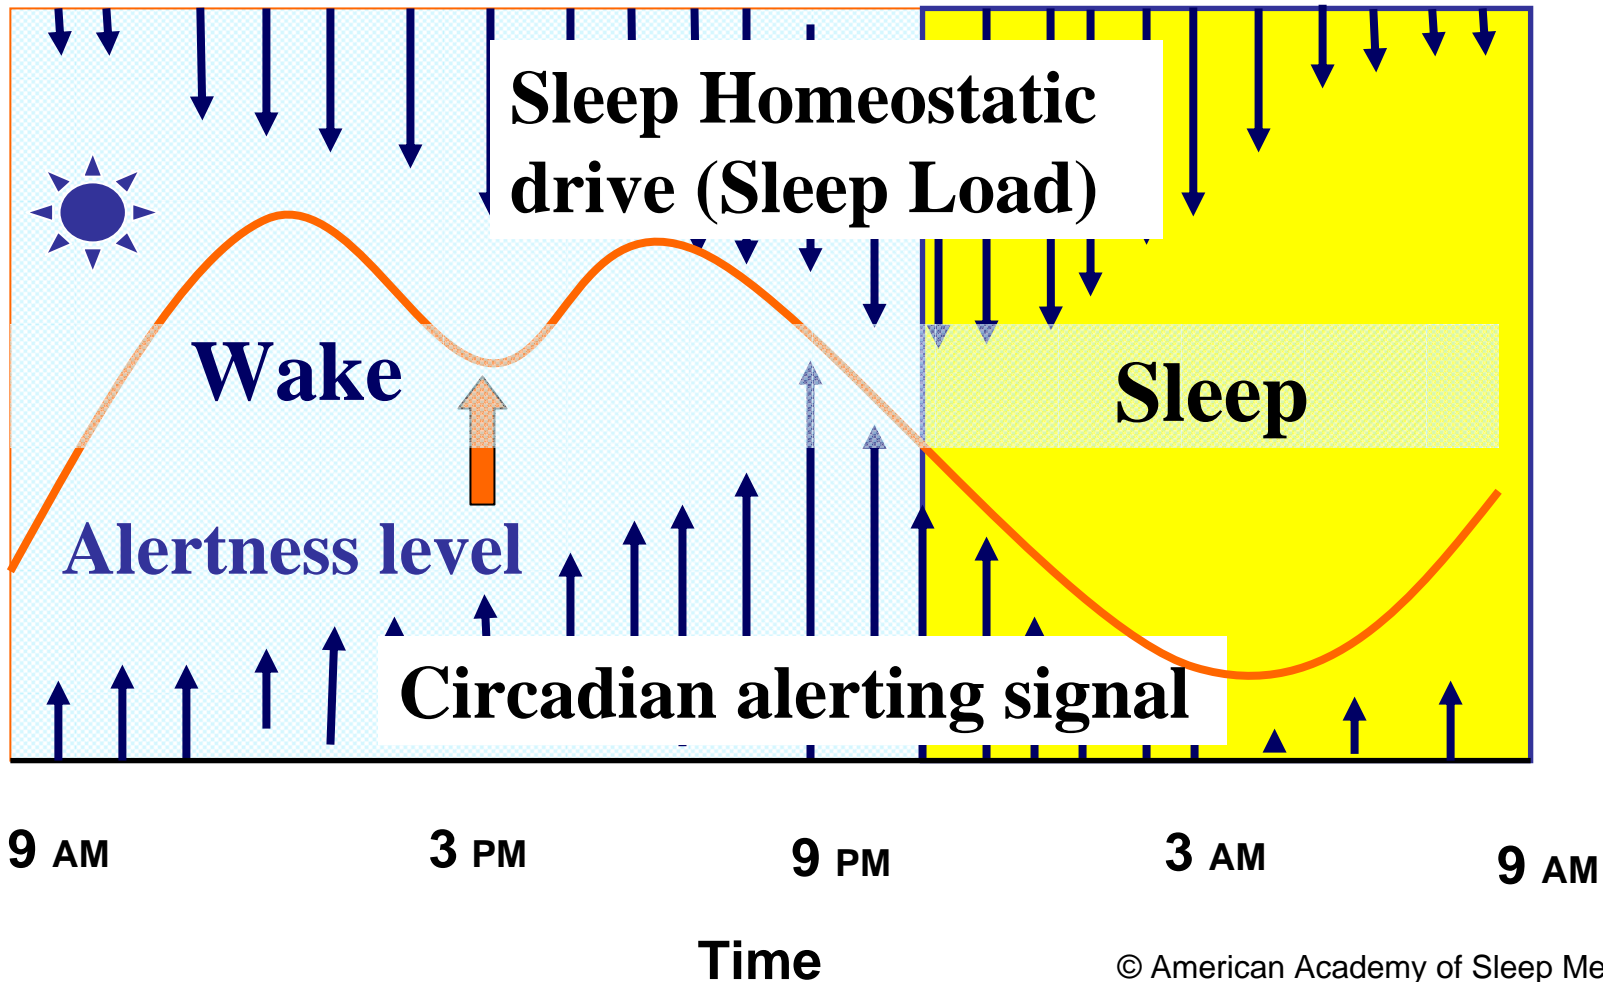 Sleep Homeostatic
drive (Sleep Load)
Wake
Sleep
Alertness level
Circadian alerting signal
9 AM
3 PM
9 PM
3 AM
9 AM
Time
© American Academy of Sleep Me